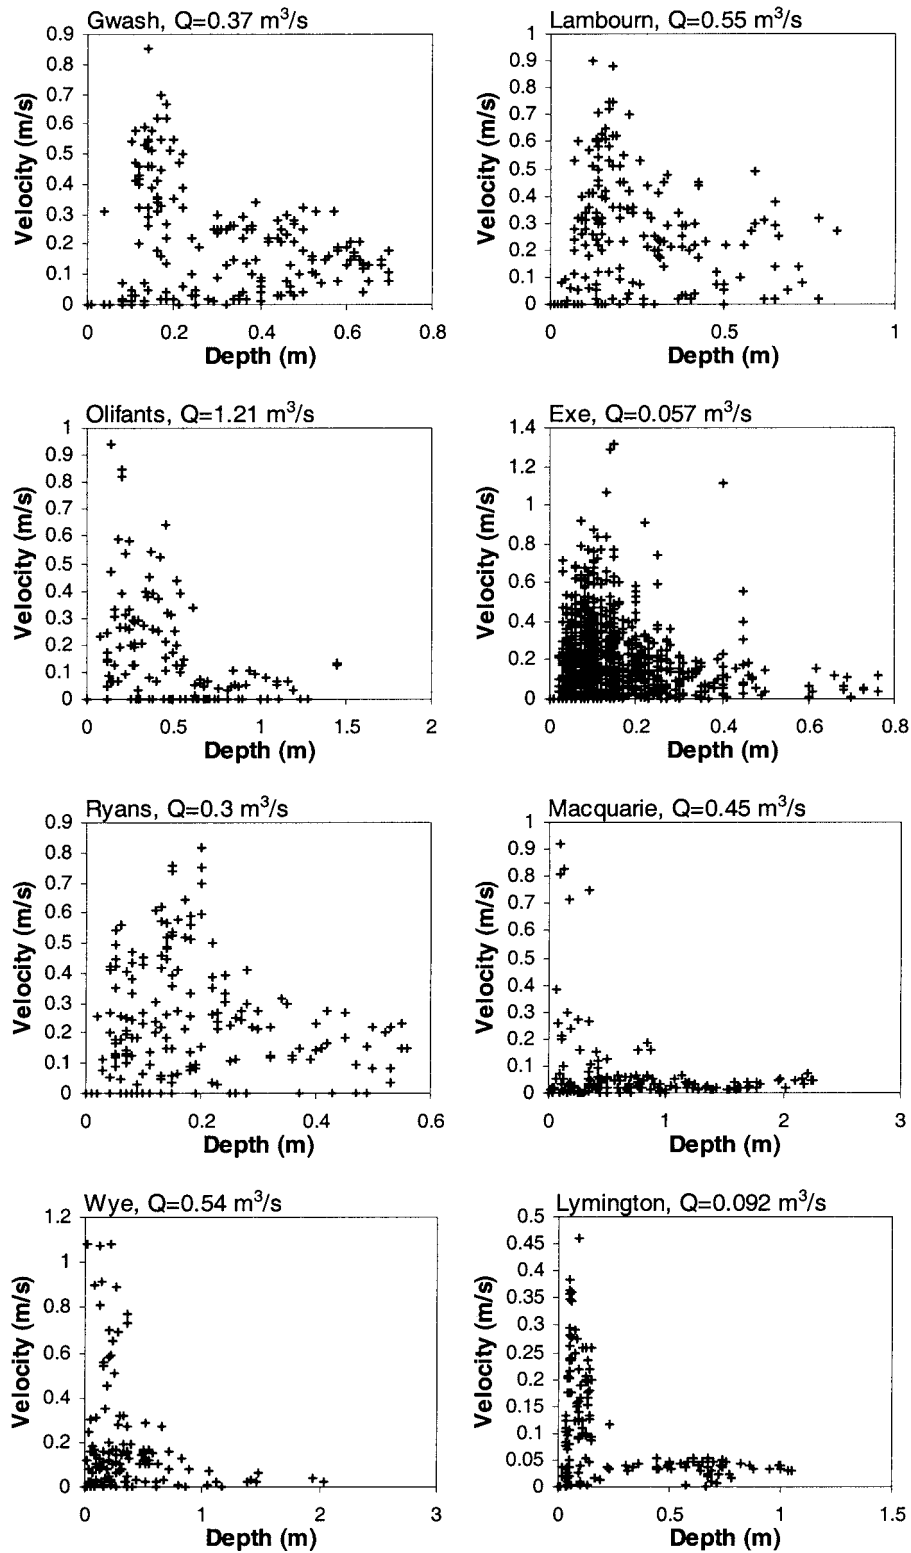 Gwash, Q=0.37 m³/s
0.9
0.8
0.7
0.6
0.5
0.4
0.3
0.2
0.1
0
Velocity (m/s)
0 0.2 0.4 0.6 0.8
Depth (m)
Lambourn, Q=0.55 m³/s
1
0.9
0.8
0.7
0.6
0.5
0.4
0.3
0.2
0.1
0
Velocity (m/s)
0 0.5 1
Depth (m)
Olifants, Q=1.21 m³/s
1
0.9
0.8
0.7
0.6
0.5
0.4
0.3
0.2
0.1
0
Velocity (m/s)
0 0.5 1 1.5 2
Depth (m)
Exe, Q=0.057 m³/s
1.4
1.2
1
0.8
0.6
0.4
0.2
0
Velocity (m/s)
0 0.2 0.4 0.6 0.8
Depth (m)
Ryans, Q=0.3 m³/s
0.9
0.8
0.7
0.6
0.5
0.4
0.3
0.2
0.1
0
Velocity (m/s)
0 0.2 0.4 0.6
Depth (m)
Macquarie, Q=0.45 m³/s
1
0.9
0.8
0.7
0.6
0.5
0.4
0.3
0.2
0.1
0
Velocity (m/s)
0 1 2 3
Depth (m)
Wye, Q=0.54 m³/s
1.2
1
0.8
0.6
0.4
0.2
0
Velocity (m/s)
0 1 2 3
Depth (m)
Lymington, Q=0.092 m³/s
0.5
0.45
0.4
0.35
0.3
0.25
0.2
0.15
0.1
0.05
0
Velocity (m/s)
0 0.5 1 1.5
Depth (m)